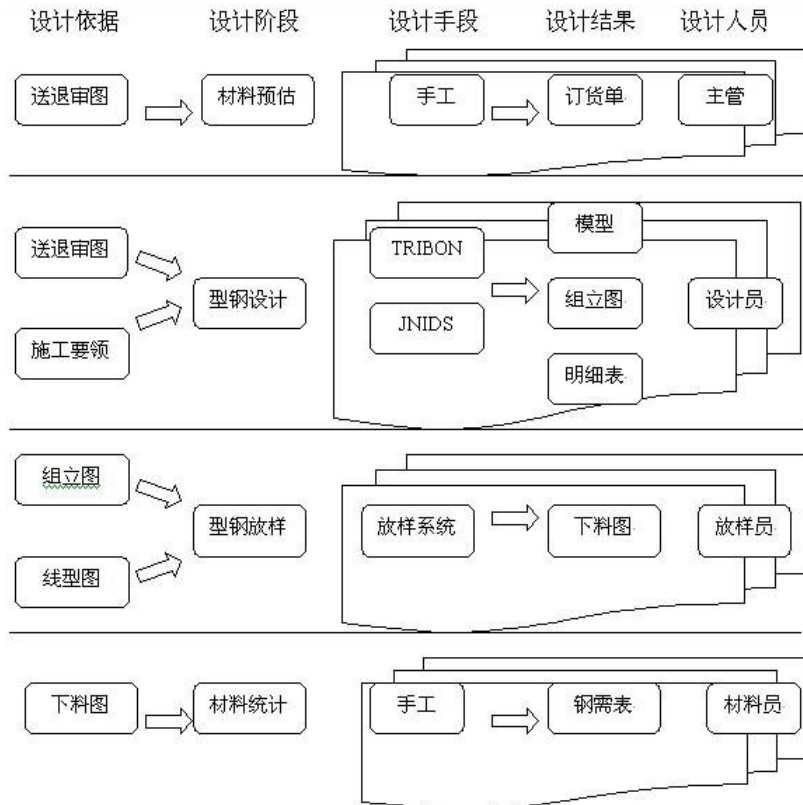 设计依据 设计阶段 设计手段 设计结果 设计人员
送退审图 材料预估 手工 订货单 主管
模型
送退审图 TRIBON
型钢设计 组立图 设计员
施工要领 JNIDS
明细表
组立图
型钢放样 放样系统 下料图 放样员
线型图
下料图 材料统计 手工 钢需表 材料员